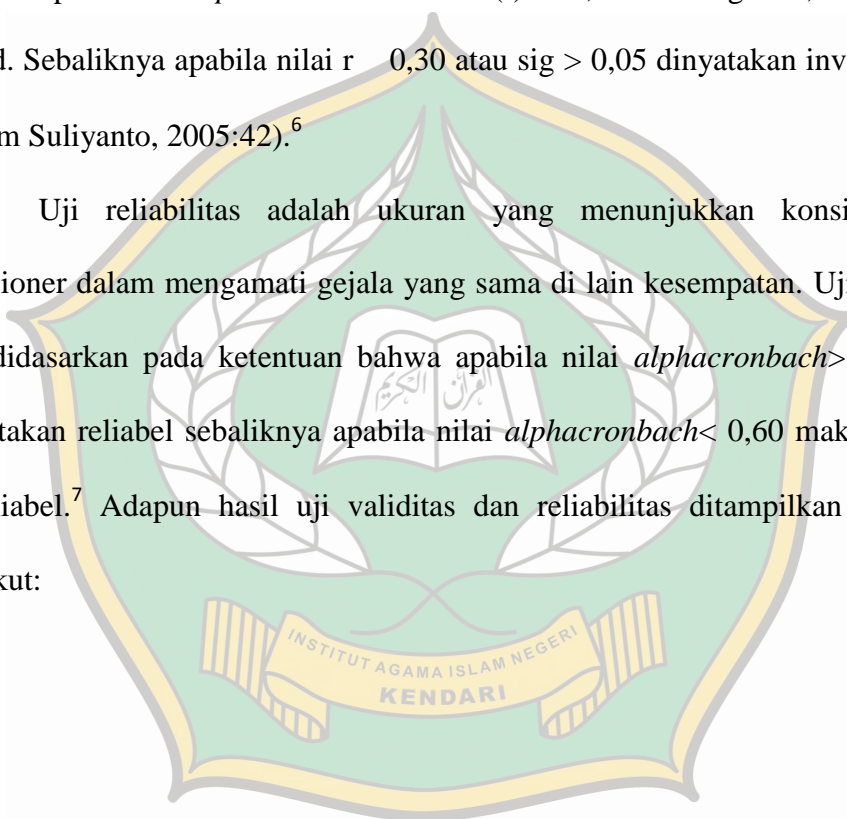 d. Sebaliknya apabila nilai r 0,30 atau sig > 0,05 dinyatakan inv
m Suliyanto, 2005:42).⁶
Uji reliabilitas adalah ukuran yang menunjukkan konsi
ioner dalam mengamati gejala yang sama di lain kesempatan. Uji
didasarkan pada ketentuan bahwa apabila nilai alphacronbach>
takan reliabel sebaliknya apabila nilai alphacronbach< 0,60 mak
iabel.⁷ Adapun hasil uji validitas dan reliabilitas ditampilkan
kut:
القرآن الكريم
INSTITUT AGAMA ISLAM NEGERI
KENDARI